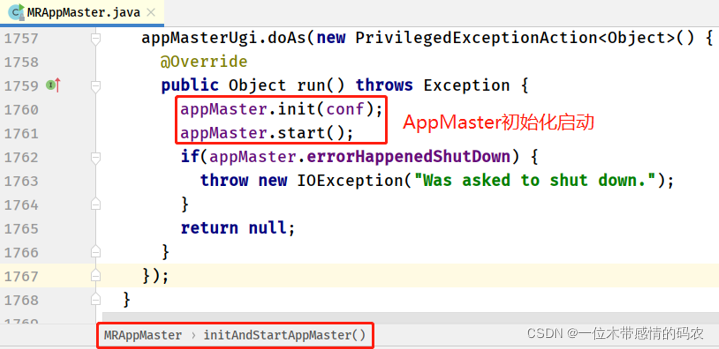 MRAppMaster.java ×
1757 appMasterUgi.doAs(new PrivilegedExceptionAction<Object>() {
1758 @Override
1759 public Object run() throws Exception {
1760 appMaster.init(conf);
1761 appMaster.start(); AppMaster初始化启动
1762 if(appMaster.errorHappenedShutDown) {
1763 throw new IOException("Was asked to shut down.");
1764 }
1765 return null;
1766 }
1767 });
1768 }
1769
MRAppMaster › initAndStartAppMaster()
CSDN @一位木带感情的码农